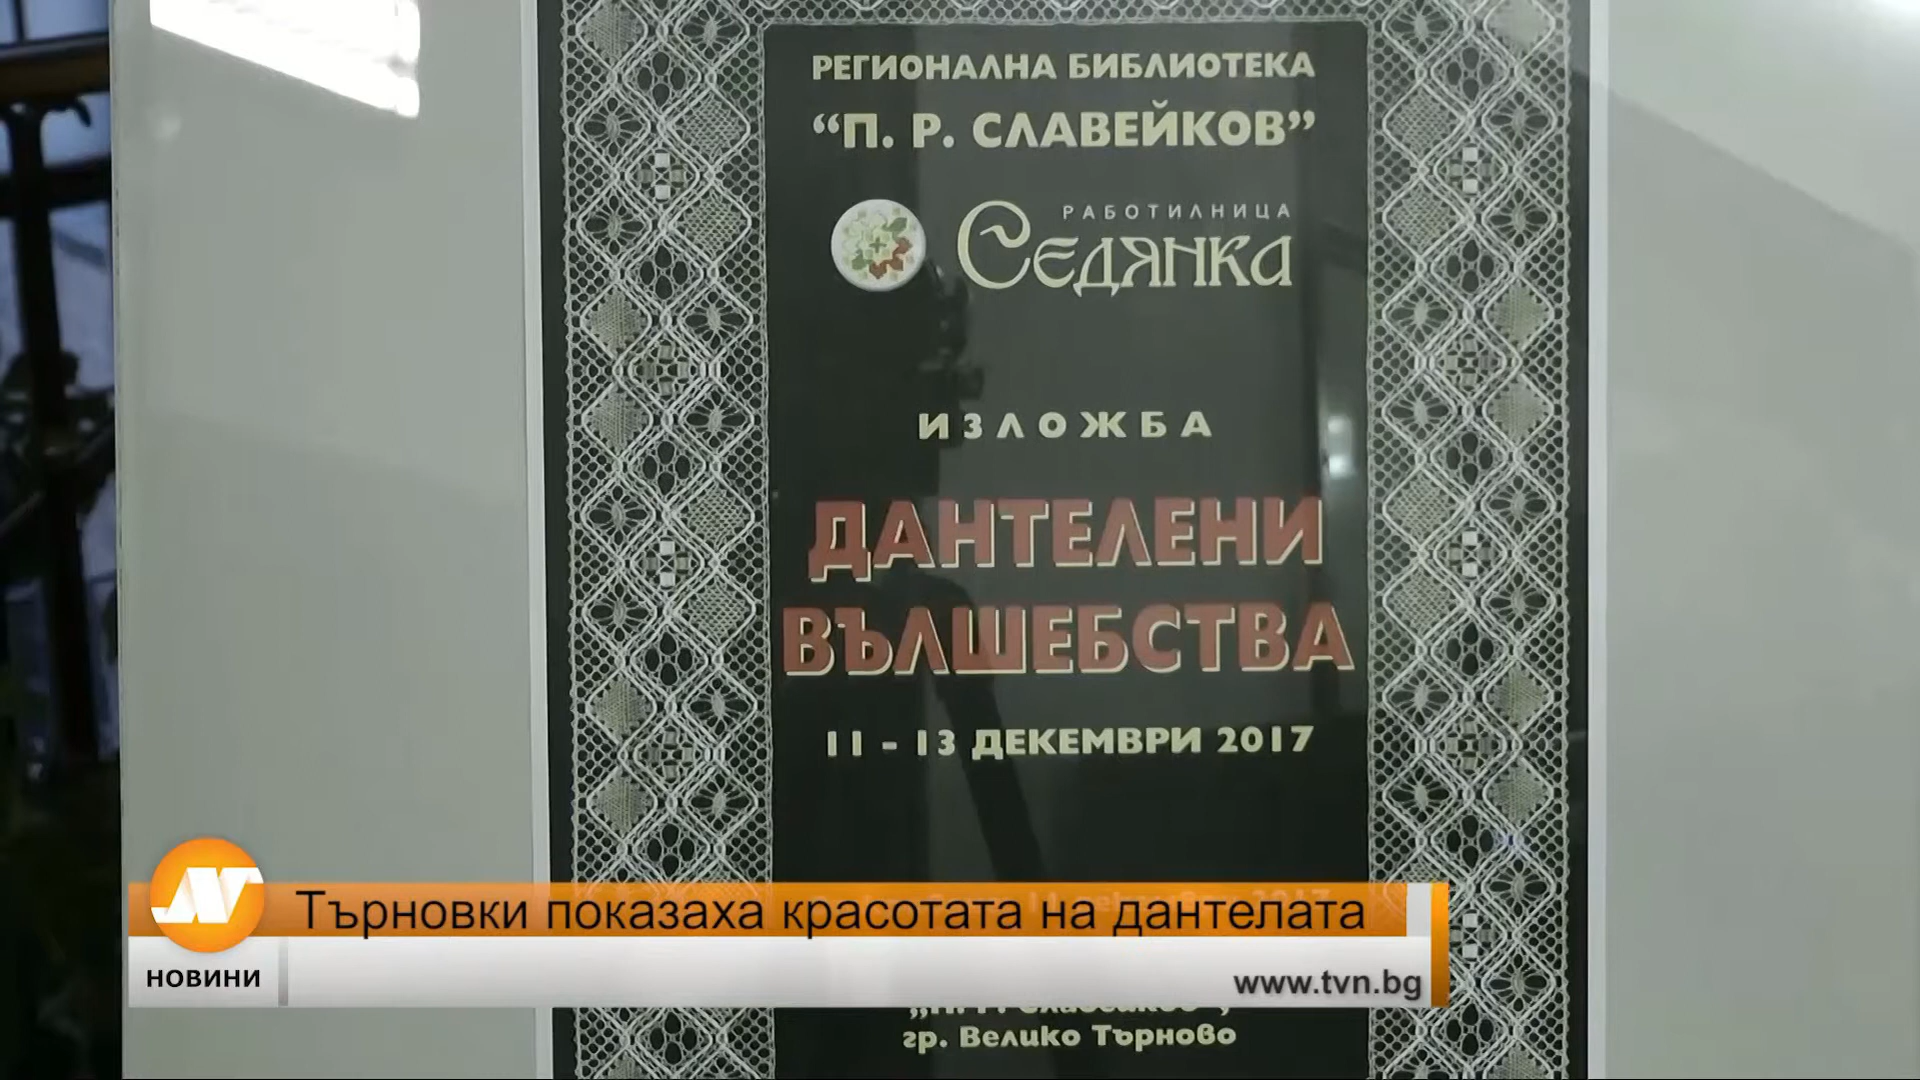 РЕГИОНАЛНА БИБЛИОТЕКА
“П. Р. СЛАВЕЙКОВ”
РАБОТИЛНИЦА
СЕДЯНКА
ИЗЛОЖБА
ДАНТЕЛЕНИ
ВЪЛШЕБСТВА
11 - 13 ДЕКЕМВРИ 2017
Търновки показаха красотата на дантелата
НОВИНИ
www.tvn.bg
гр. Велико Търново